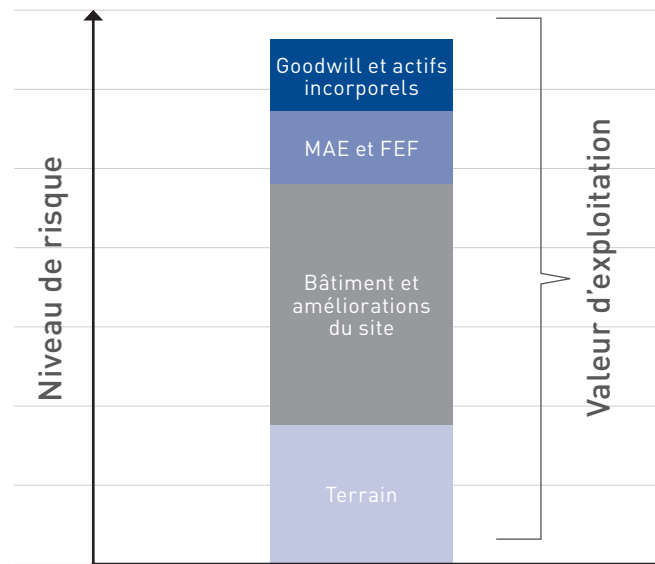 Niveau de risque
Goodwill et actifs
incorporels
MAE et FEF
Bâtiment et
améliorations
du site
Terrain
Valeur d'exploitation